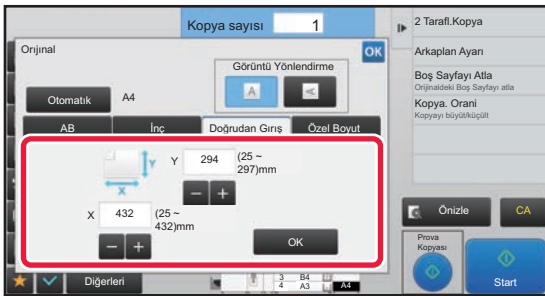 Kopya sayısı 1
Orijinal
OK
Görüntü Yönlendirme
Otomatik A4
A A
AB İnç Doğrudan Giriş Özel Boyut
Y Y 294 (25 ~
297)mm
X
X 432 (25 ~
432)mm
OK
Diğerleri
3 B4
4 A3 A4
2 Tarafl.Kopya
Arkaplan Ayarı
Boş Sayfayı Atla
Orijinaldeki Boş Sayfayı atla
Kopya. Orani
Kopyayı büyüt/küçült
Önizle CA
Prova
Kopyası
Start